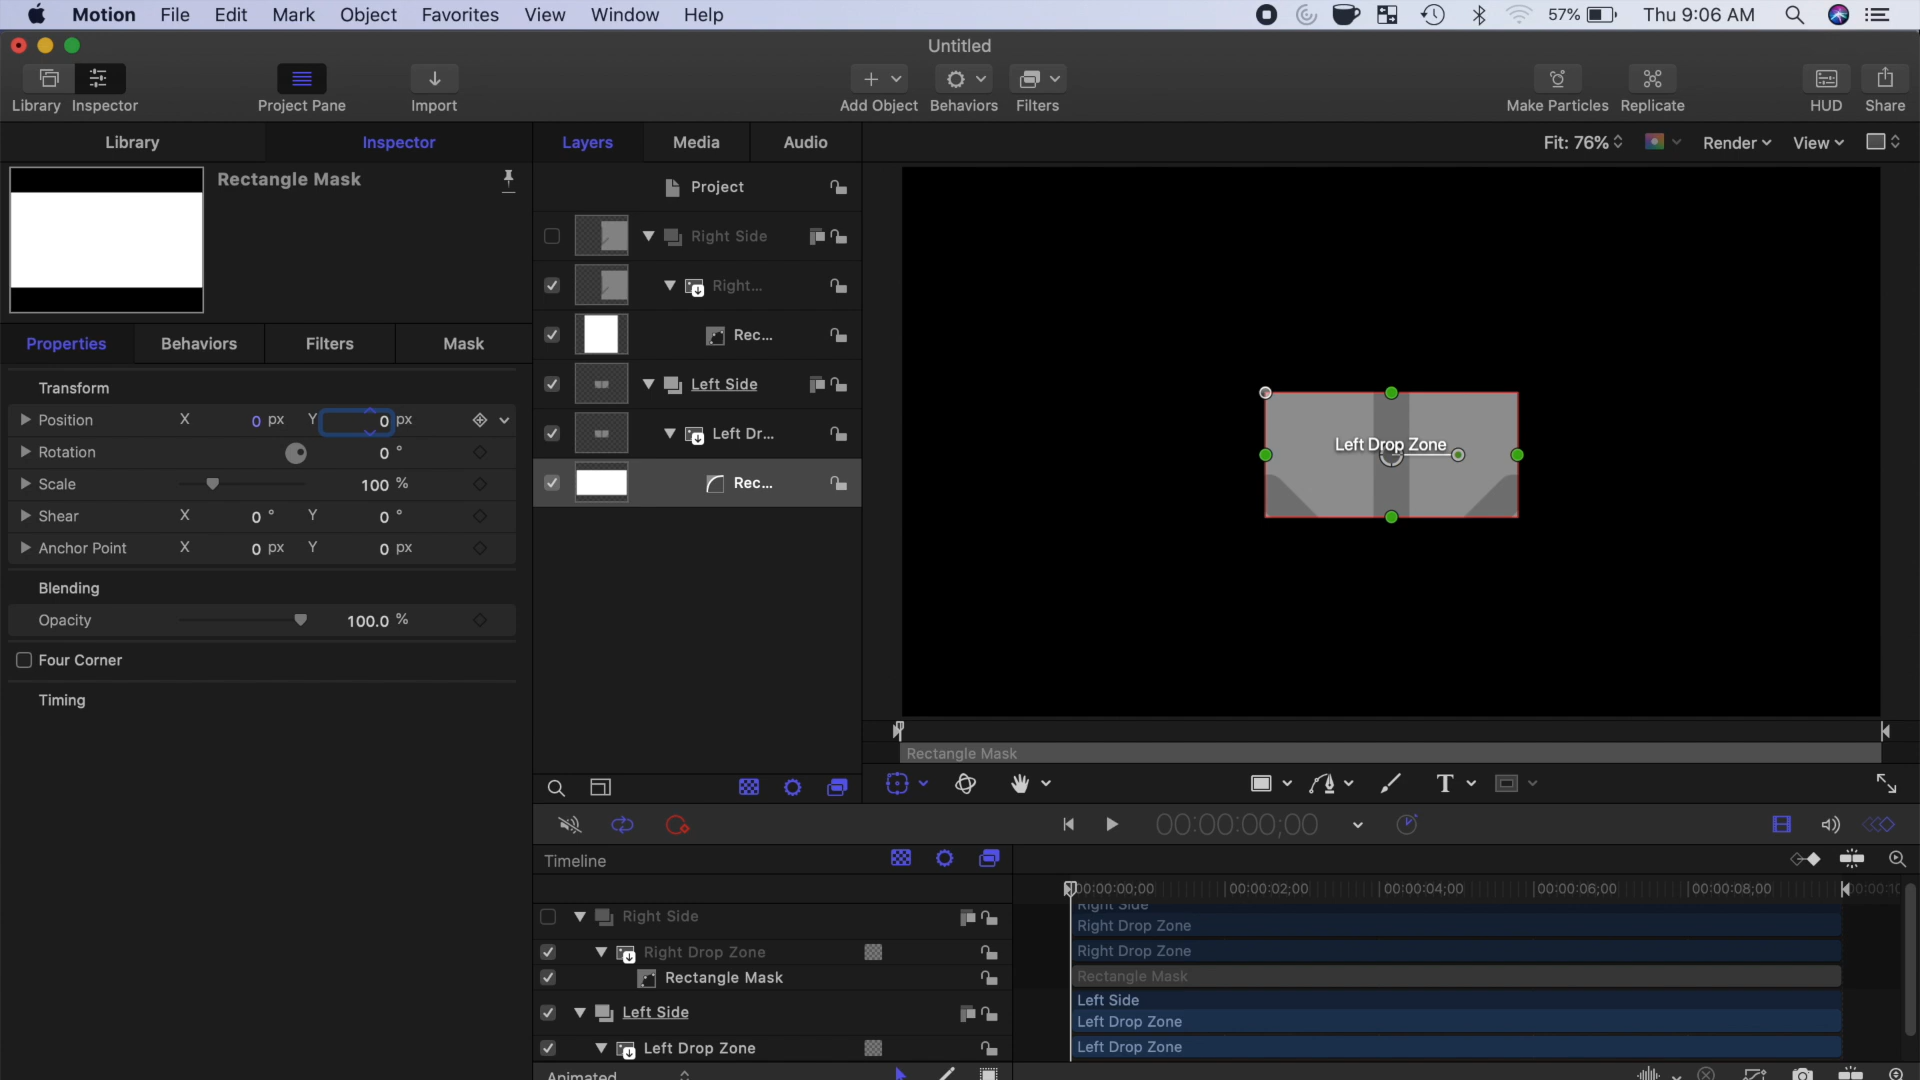 Motion File Edit Mark Object Favorites View Window Help 57% Thu 9:06 AM
Untitled
Library Inspector Project Pane Import Add Object Behaviors Filters Make Particles Replicate HUD Share
Library Inspector Layers Media Audio Fit: 76% Render View
Rectangle Mask
Project
Right Side
Right...
Rec...
Left Side
Left Dr...
Rec...
Properties Behaviors Filters Mask
Transform
Position X 0 px Y 0 px
Rotation 0 °
Scale 100 %
Shear X 0 ° Y 0 °
Anchor Point X 0 px Y 0 px
Blending
Opacity 100.0 %
Four Corner
Timing
Left Drop Zone
Rectangle Mask
T
00:00:00;00
Timeline
00:00:00;00 00:00:02;00 00:00:04;00 00:00:06;00 00:00:08;00
Right Side
Right Side
Right Drop Zone
Right Drop Zone
Right Drop Zone
Rectangle Mask
Rectangle Mask
Left Side
Left Side
Left Drop Zone
Left Drop Zone
Left Drop Zone
Animated